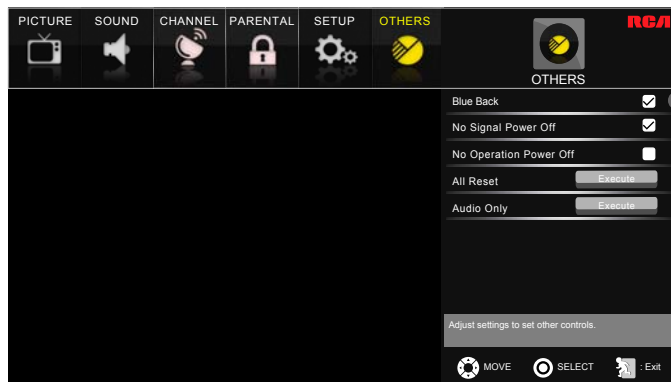 PICTURE SOUND CHANNEL PARENTAL SETUP OTHERS
RCA
OTHERS
Blue Back
No Signal Power Off
No Operation Power Off
All Reset Execute
Audio Only Execute
Adjust settings to set other controls.
MOVE SELECT : Exit